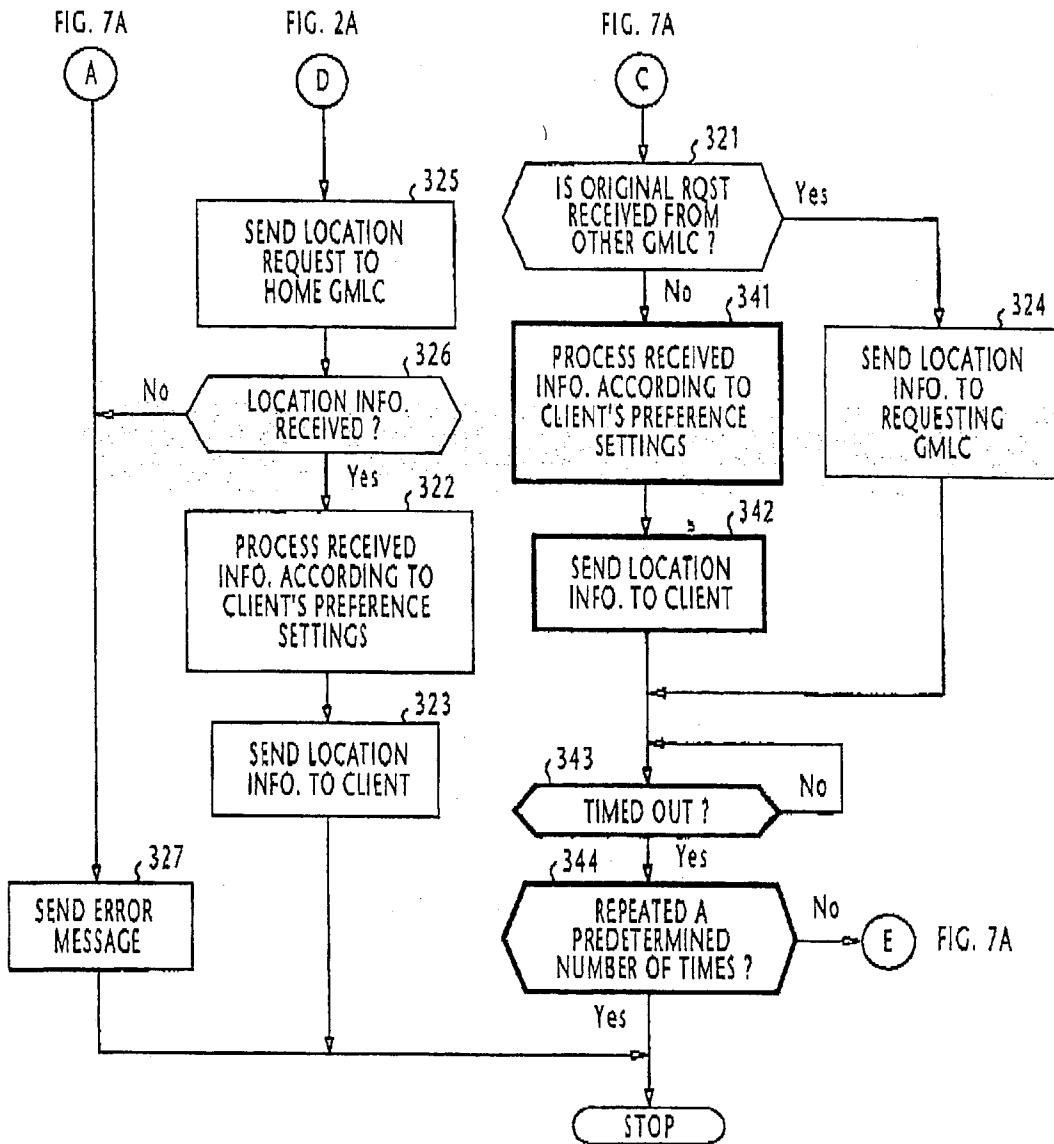 FIG. 7A
FIG. 2A
FIG. 7A
A
D
C
321
IS ORIGINAL RQST
RECEIVED FROM
OTHER GMLC ?
Yes
No
325
SEND LOCATION
REQUEST TO
HOME GMLC
341
PROCESS RECEIVED
INFO. ACCORDING TO
CLIENT'S PREFERENCE
SETTINGS
324
SEND LOCATION
INFO. TO
REQUESTING
GMLC
326
No
LOCATION INFO.
RECEIVED ?
Yes
322
PROCESS RECEIVED
INFO. ACCORDING TO
CLIENT'S PREFERENCE
SETTINGS
342
SEND LOCATION
INFO. TO CLIENT
323
SEND LOCATION
INFO. TO CLIENT
343
TIMED OUT ?
No
Yes
327
SEND ERROR
MESSAGE
344
REPEATED A
PREDETERMINED
NUMBER OF TIMES ?
No
E
FIG. 7A
Yes
STOP